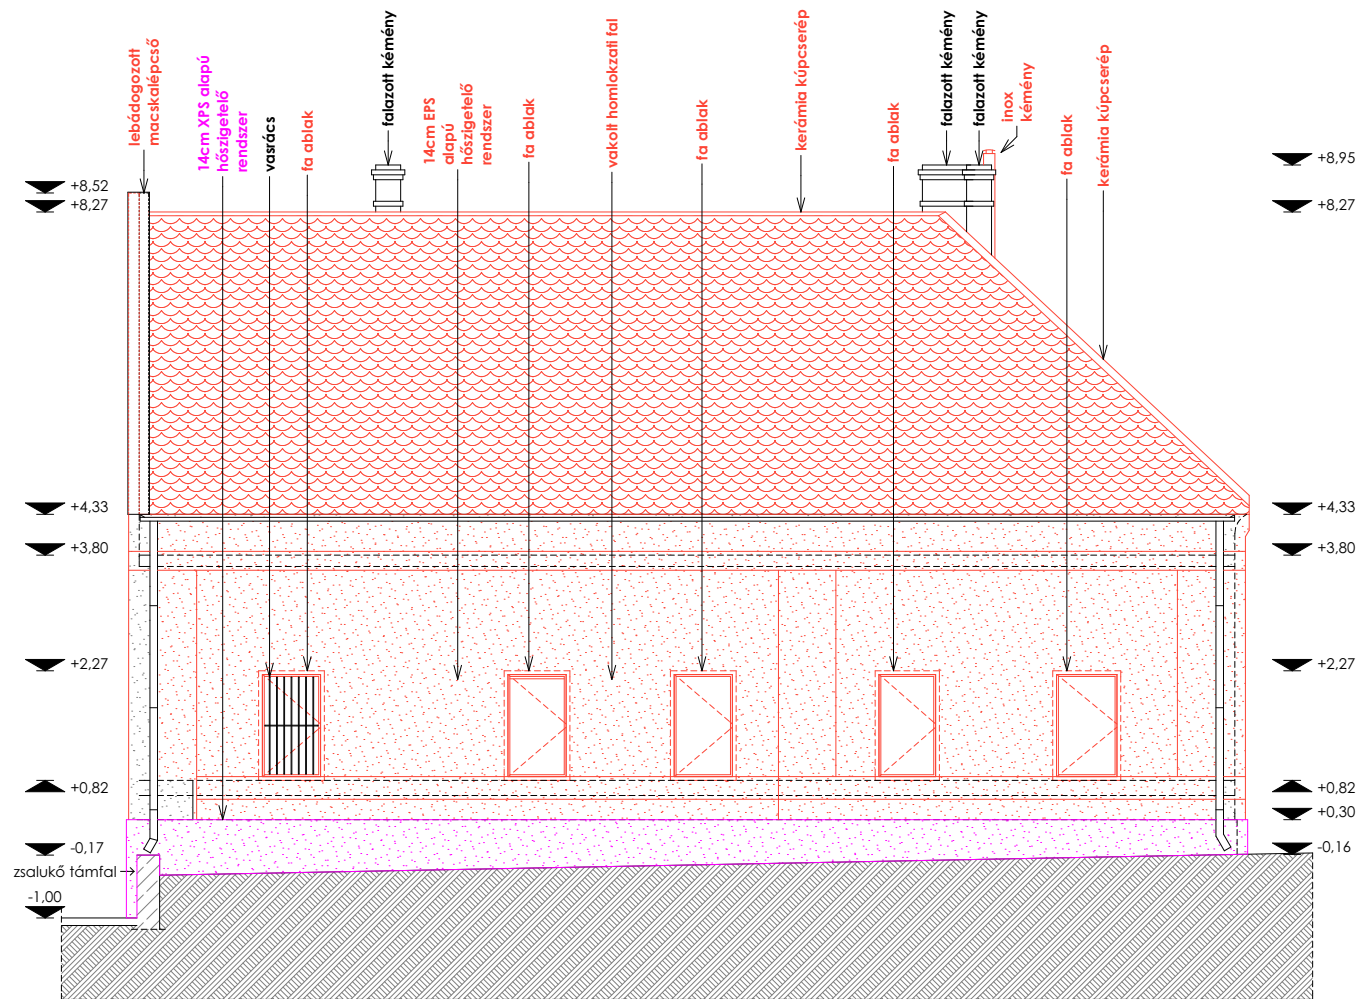 lebádogozott
macskalépcső
14cm XPS alapú
hőszigetelő
rendszer
vasrács
fa ablak
falazott kémény
14cm EPS
alapú
hőszigetelő
rendszer
fa ablak
vakolt homlokzati fal
fa ablak
kerámia kúpcserép
fa ablak
falazott kémény
falazott kémény
inox
kémény
fa ablak
kerámia kúpcserép
+8,52
+8,27
+4,33
+3,80
+2,27
+0,82
-0,17
zsalukő támfal
-1,00
+8,95
+8,27
+4,33
+3,80
+2,27
+0,82
+0,30
-0,16